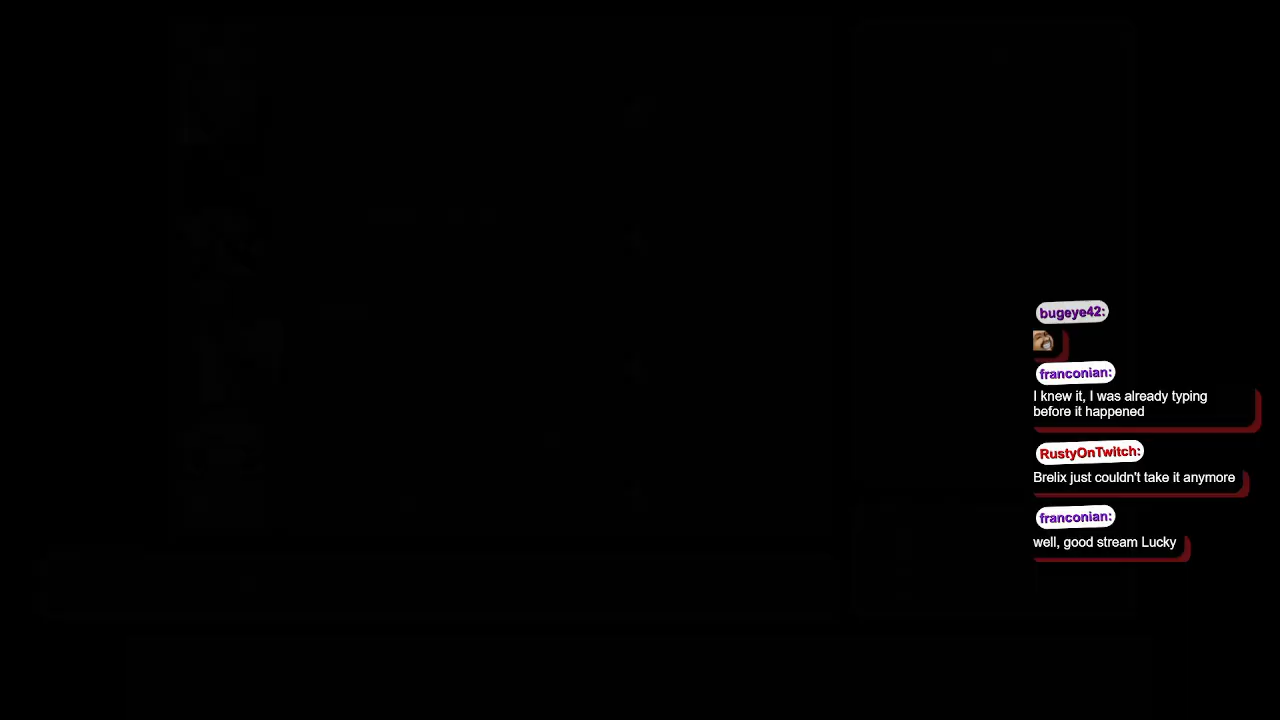 bugeye42:
franconian:
I knew it, I was already typing
before it happened
RustyOnTwitch:
Brelix just couldn't take it anymore
franconian:
well, good stream Lucky